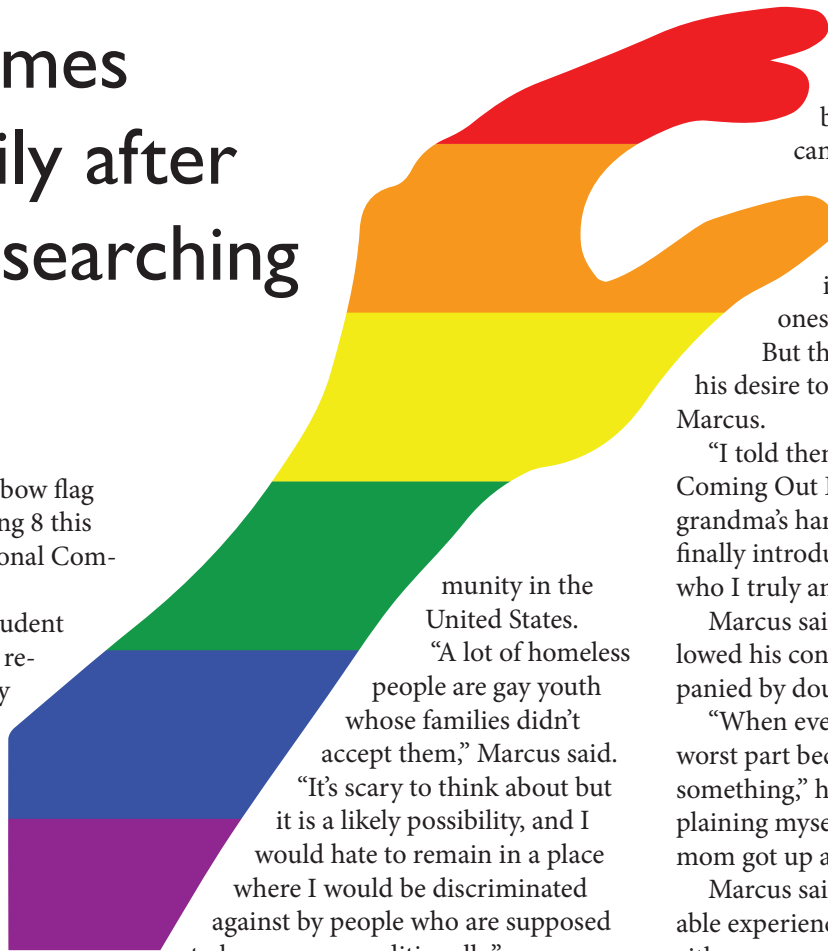 mes
ily after
searching
bow flag
ng 8 this
onal Com-
udent
re-
y
munity in the
United States.
“A lot of homeless
people are gay youth
whose families didn’t
accept them,” Marcus said.
“It’s scary to think about but
it is a likely possibility, and I
would hate to remain in a place
where I would be discriminated
against by people who are supposed
b
can
i
ones
But th
his desire to
Marcus.
“I told then
Coming Out
grandma’s han
finally introdu
who I truly an
Marcus sai
lowed his con
panied by dou
“When eve
worst part bec
something,” h
plaining myse
mom got up a
Marcus sai
able experienc